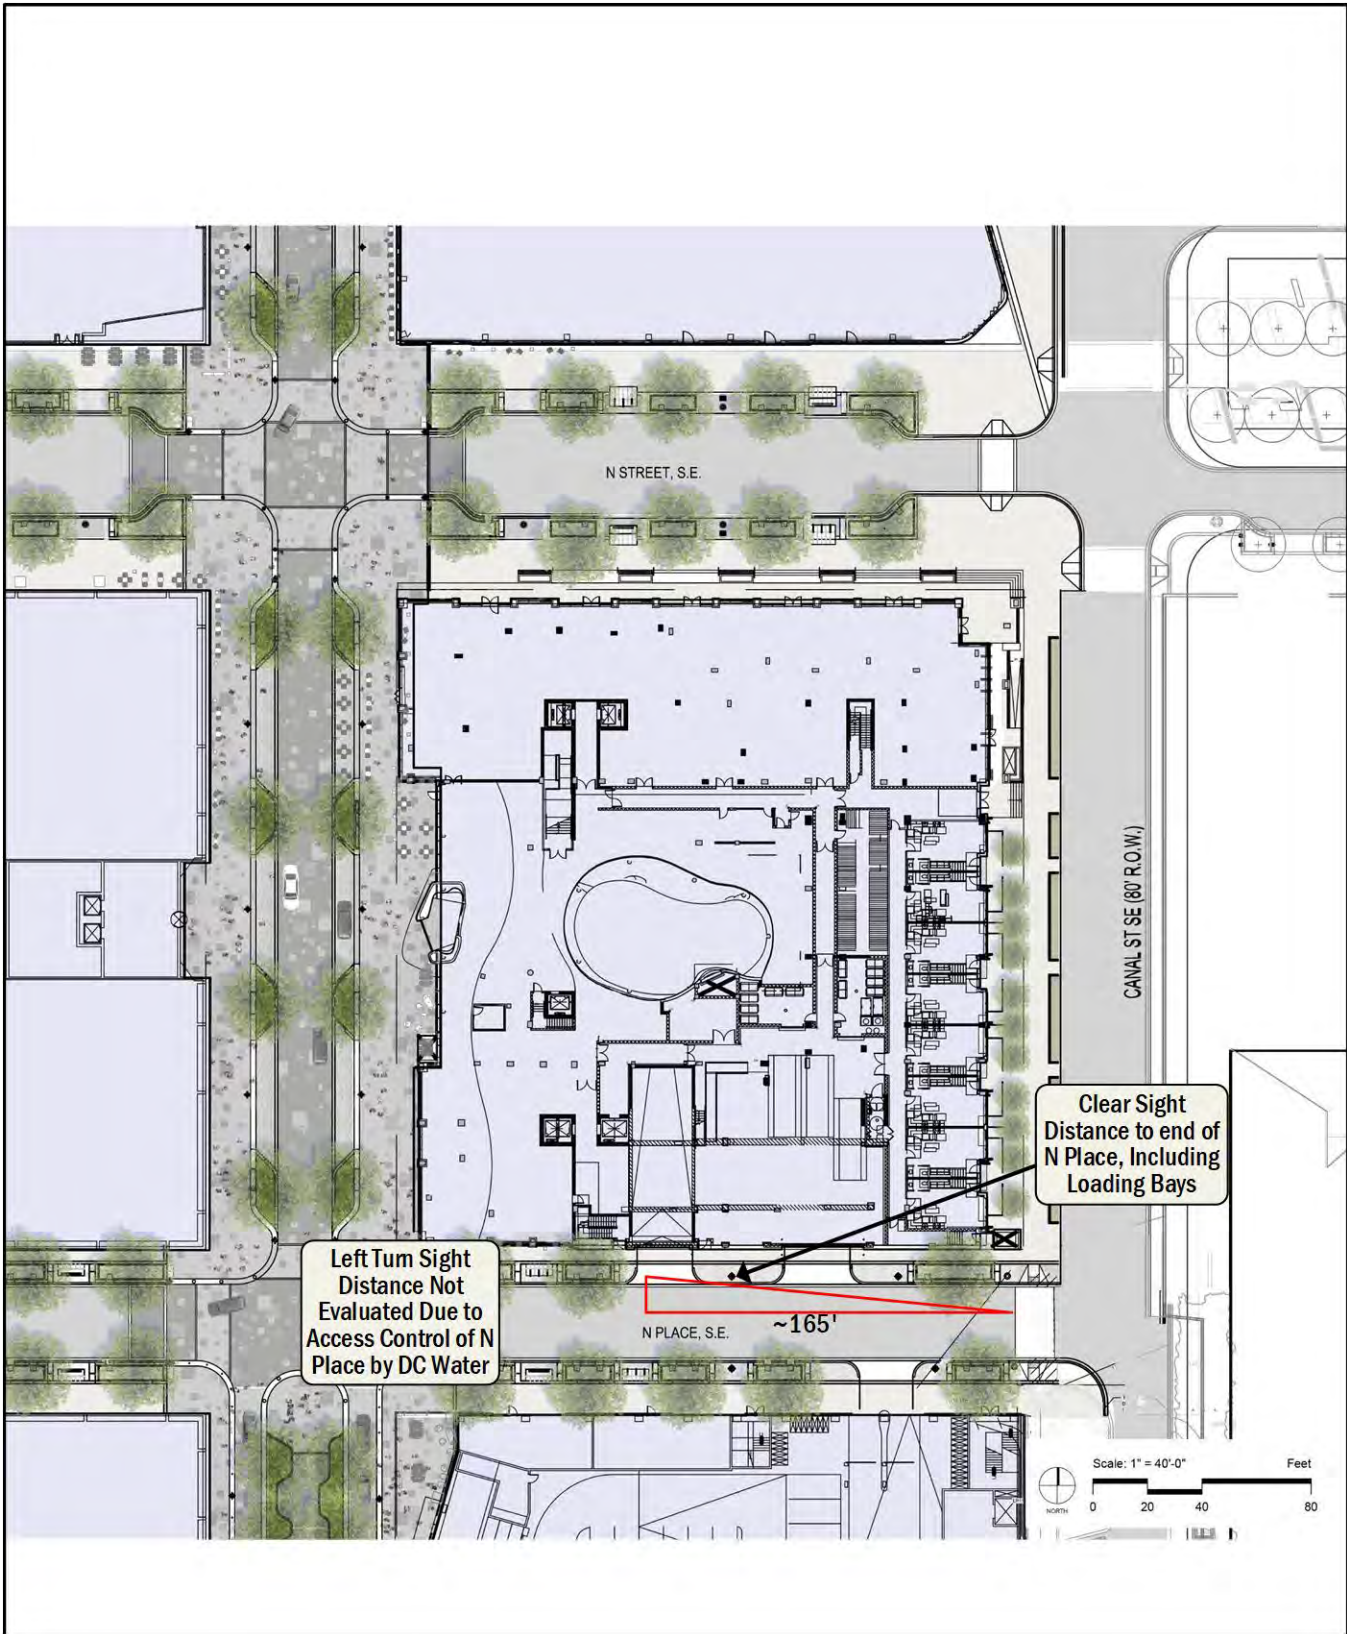 N STREET, S.E.
CANAL ST SE (80' R.O.W.)
Clear Sight
Distance to end of
N Place, Including
Loading Bays
Left Turn Sight
Distance Not
Evaluated Due to
Access Control of N
Place by DC Water
N PLACE, S.E.
~165'
Scale: 1" = 40'-0"
Feet
NORTH
0 20 40 80